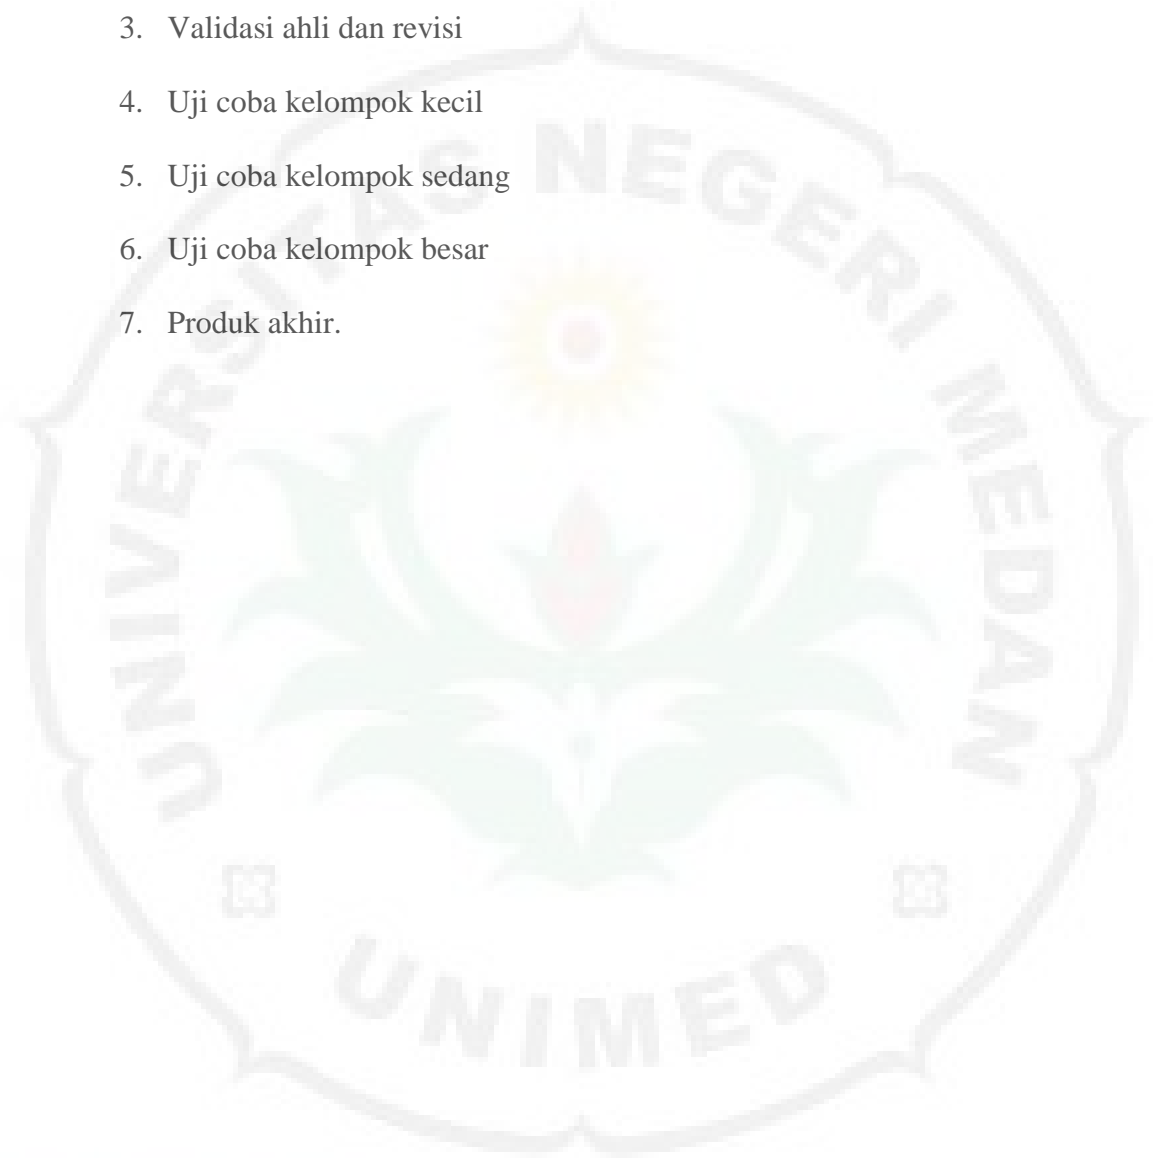 3. Validasi ahli dan revisi
4. Uji coba kelompok kecil
5. Uji coba kelompok sedang
6. Uji coba kelompok besar
7. Produk akhir.
UNIVERSITAS NEGERI MEDAN
UNIMED